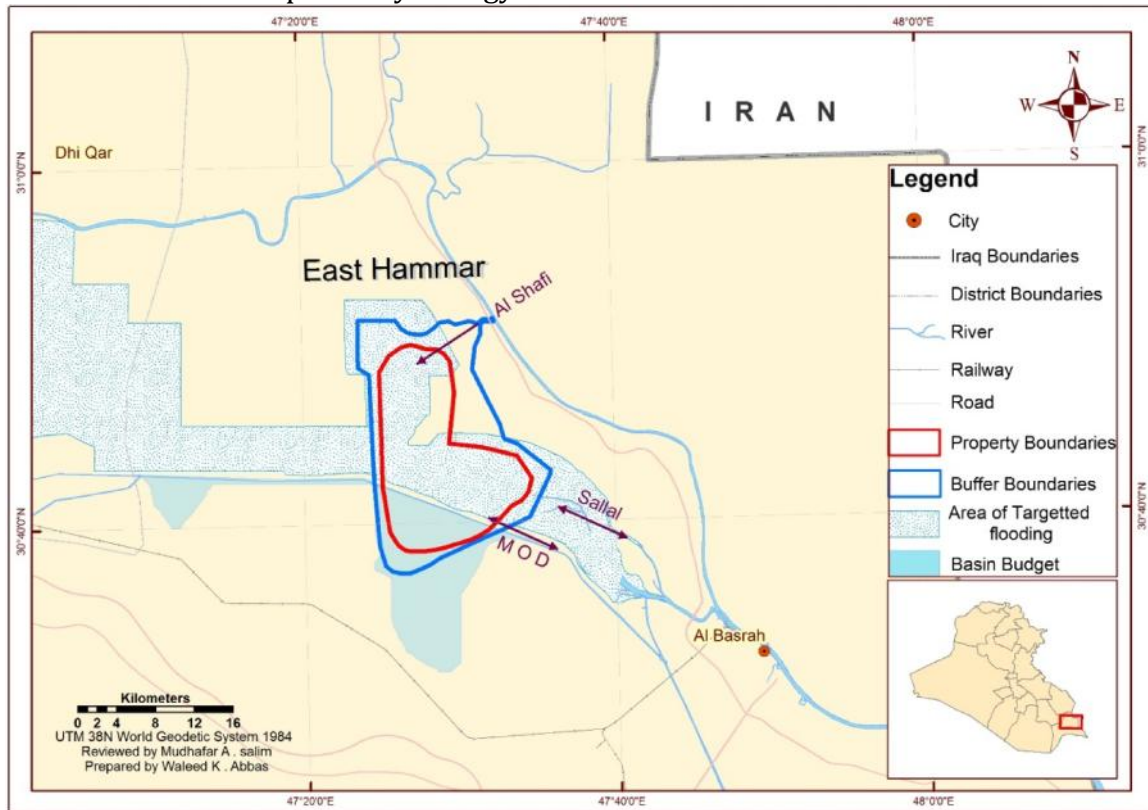 47°20'0"E
47°40'0"E
48°0'0"E
N
W
E
S
I R A N
31°0'0"N
31°0'0"N
Dhi Qar
East Hammar
Al Shafi
Sallal
M O D
Al Basrah
30°40'0"N
30°40'0"N
Legend
City
Iraq Boundaries
District Boundaries
River
Railway
Road
Property Boundaries
Buffer Boundaries
Area of Targetted
flooding
Basin Budget
Kilometers
0 2 4 8 12 16
UTM 38N World Geodetic System 1984
Reviewed by Mudhafar A . salim
Prepared by Waleed K . Abbas
47°20'0"E
47°40'0"E
48°0'0"E